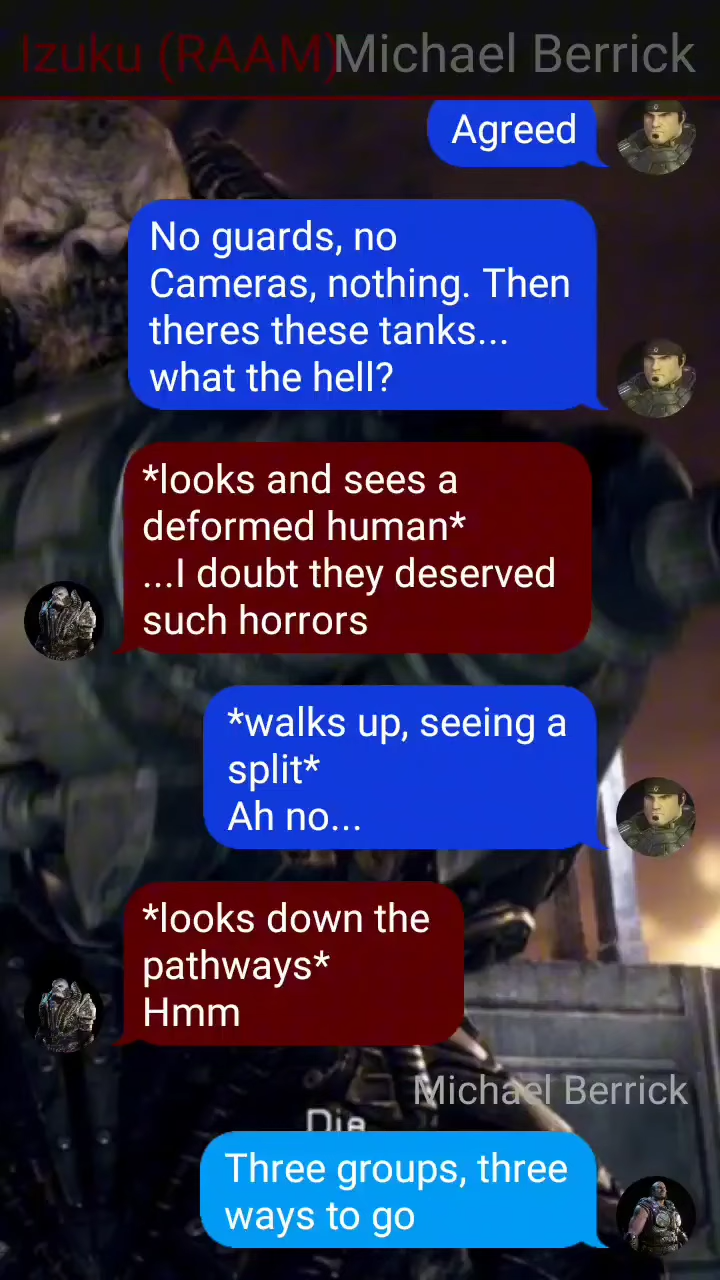 Izuku (RAAM) Michael Berrick
Agreed
No guards, no
Cameras, nothing. Then
theres these tanks...
what the hell?
*looks and sees a
deformed human*
...I doubt they deserved
such horrors
*walks up, seeing a
split*
Ah no...
*looks down the
pathways*
Hmm
Michael Berrick
Die
Three groups, three
ways to go